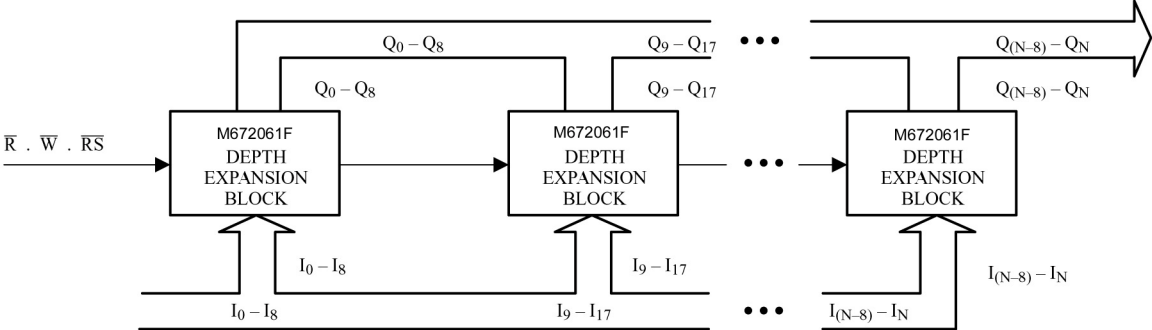 Q0 – Q8
Q9 – Q17
Q(N–8) – QN
Q0 – Q8
Q9 – Q17
Q(N–8) – QN
R̅ . W̅ . R̅S̅
M672061F
DEPTH
EXPANSION
BLOCK
M672061F
DEPTH
EXPANSION
BLOCK
M672061F
DEPTH
EXPANSION
BLOCK
I0 – I8
I9 – I17
I(N–8) – IN
I0 – I8
I9 – I17
I(N–8) – IN